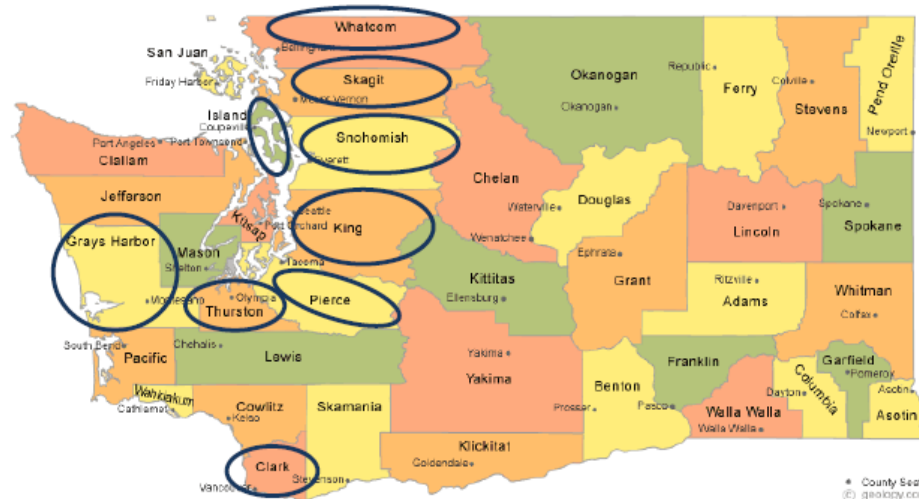 Whatcom
Bellingham
San Juan
Skagit
Friday Harbor
Mount Vernon
Island
Coupeville
Port Townsend
Port Angeles
Clallam
Snohomish
Everett
Okanogan
Okanogan
Republic
Ferry
Colville
Stevens
Pend Oreille
Newport
Jefferson
Kitsap
Seattle
Port Orchard
King
Chelan
Waterville
Wenatchee
Douglas
Davenport
Lincoln
Spokane
Spokane
Grays Harbor
Mason
Shelton
Tacoma
Montesano
Olympia
Thurston
Pierce
Kittitas
Ellensburg
Ephrata
Grant
Ritzville
Adams
Whitman
Colfax
South Bend
Pacific
Chehalis
Lewis
Yakima
Yakima
Franklin
Garfield
Pomeroy
Benton
Prosser
Pasco
Walla Walla
Walla Walla
Dayton
Columbia
Asotin
Asotin
Wahkiakum
Cathlamet
Cowlitz
Kelso
Skamania
Clark
Vancouver
Stevenson
Klickitat
Goldendale
County Sea
© geology.co